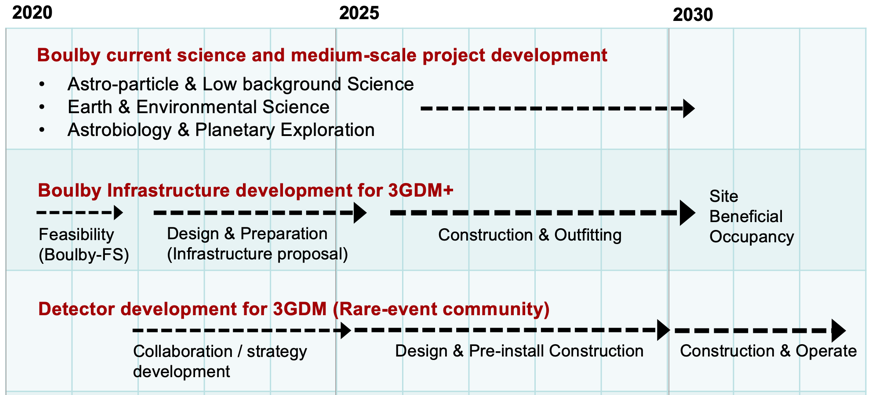 2020 2025 2030
Boulby current science and medium-scale project development
• Astro-particle & Low background Science
• Earth & Environmental Science
• Astrobiology & Planetary Exploration
Boulby Infrastructure development for 3GDM+
Feasibility
(Boulby-FS)
Design & Preparation
(Infrastructure proposal)
Construction & Outfitting
Site
Beneficial
Occupancy
Detector development for 3GDM (Rare-event community)
Collaboration / strategy
development
Design & Pre-install Construction
Construction & Operate